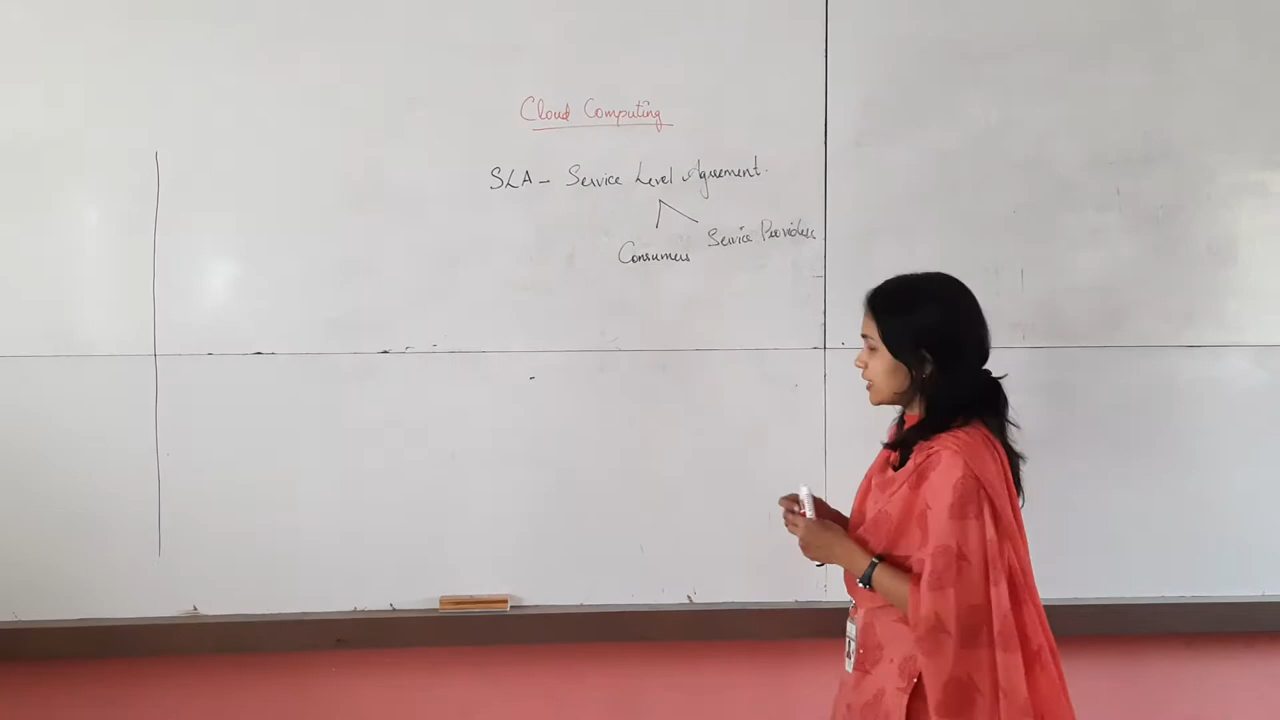 Cloud Computing
SLA - Service Level Agreement.
Consumers Service Providers